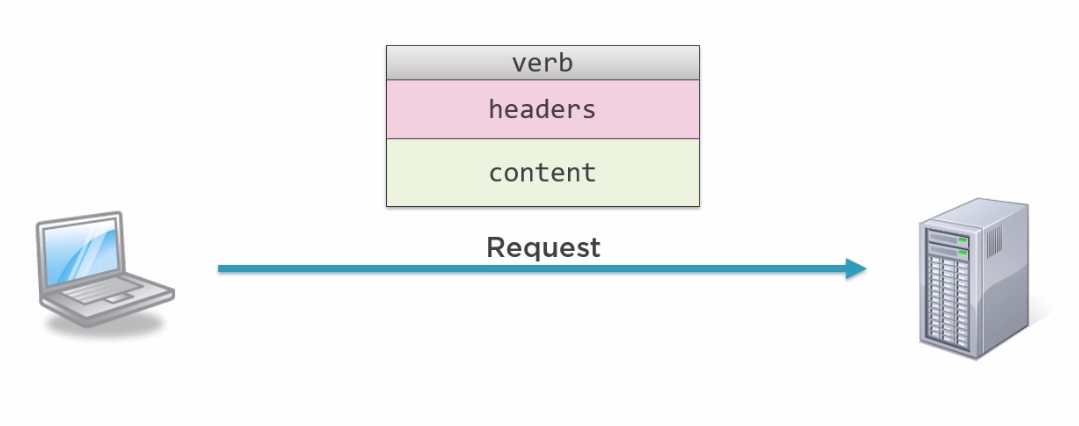 verb
headers
content
Request